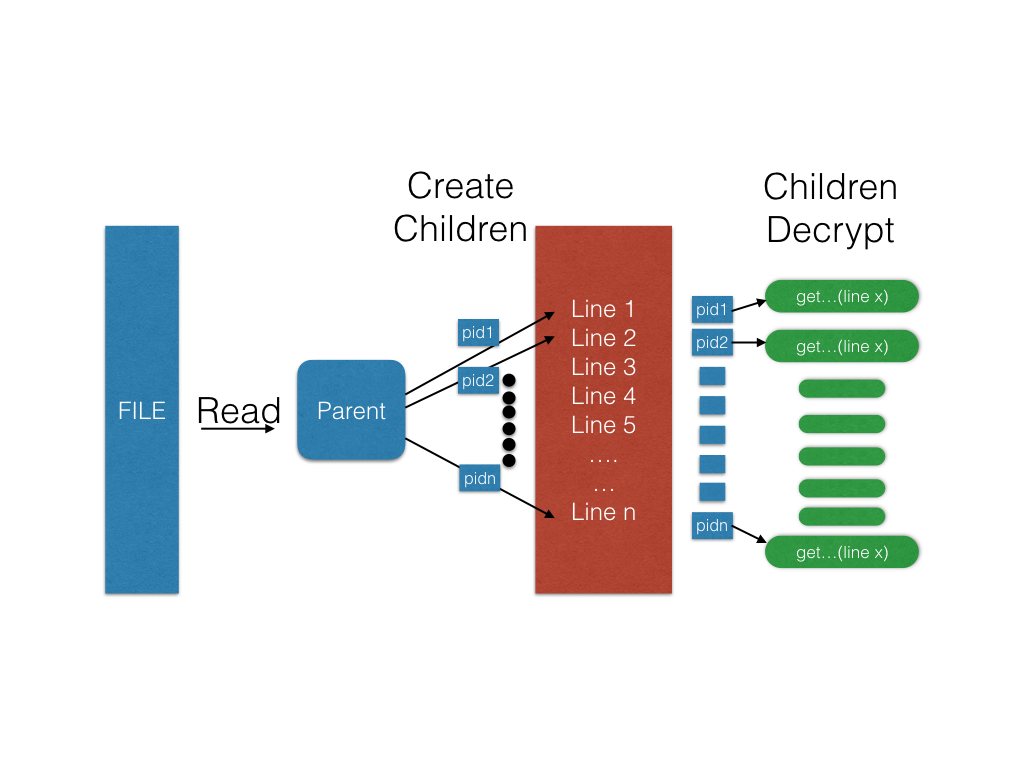 Create
Children
Children
Decrypt
FILE
Read
Parent
pid1
pid2
pidn
Line 1
Line 2
Line 3
Line 4
Line 5
....
...
Line n
pid1
get...(line x)
pid2
get...(line x)
pidn
get...(line x)